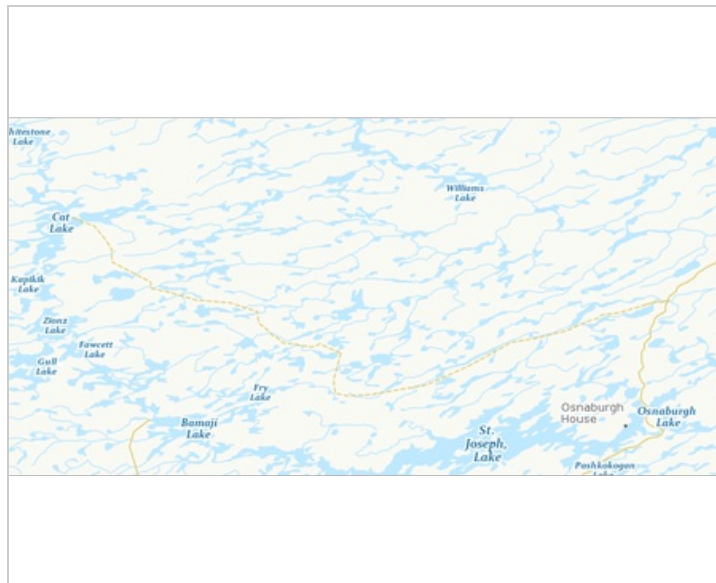 hitestone
Lake
Williams
Lake
Cat
Lake
Kapikik
Lake
Zionz
Lake
Fawcett
Lake
Gull
Lake
Fry
Lake
Osnaburgh
House
Osnaburgh
Lake
Bamaji
Lake
St.
Joseph,
Lake
Pashkokogan
Lake